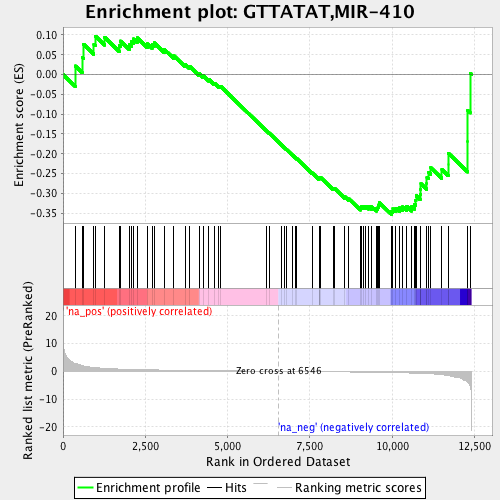 Enrichment plot: GTTATAT,MIR-410
Enrichment score (ES)
0.10
0.05
0.00
-0.05
-0.10
-0.15
-0.20
-0.25
-0.30
-0.35
'na_pos' (positively correlated)
Ranked list metric (PreRanked)
20
10
0
-10
-20
Zero cross at 6546
'na_neg' (negatively correlated)
0
2,500
5,000
7,500
10,000
12,500
Rank in Ordered Dataset
Enrichment profile
Hits
Ranking metric scores